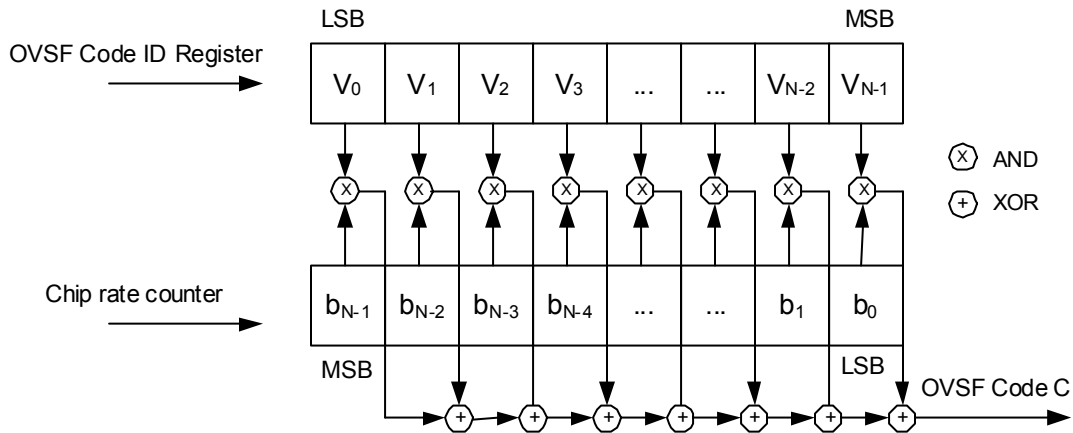 LSB MSB
OVSF Code ID Register
V0 V1 V2 V3 ... ... VN-2 VN-1
X X X X X X X X
X AND
+ XOR
Chip rate counter
bN-1 bN-2 bN-3 bN-4 ... ... b1 b0
MSB LSB
OVSF Code C
+ + + + + + +